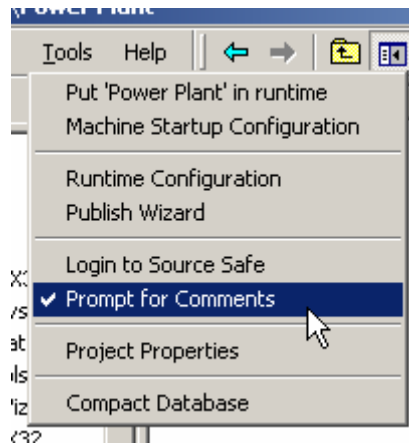 \Power Plant
Tools Help
Put 'Power Plant' in runtime
Machine Startup Configuration
Runtime Configuration
Publish Wizard
Login to Source Safe
Prompt for Comments
Project Properties
Compact Database